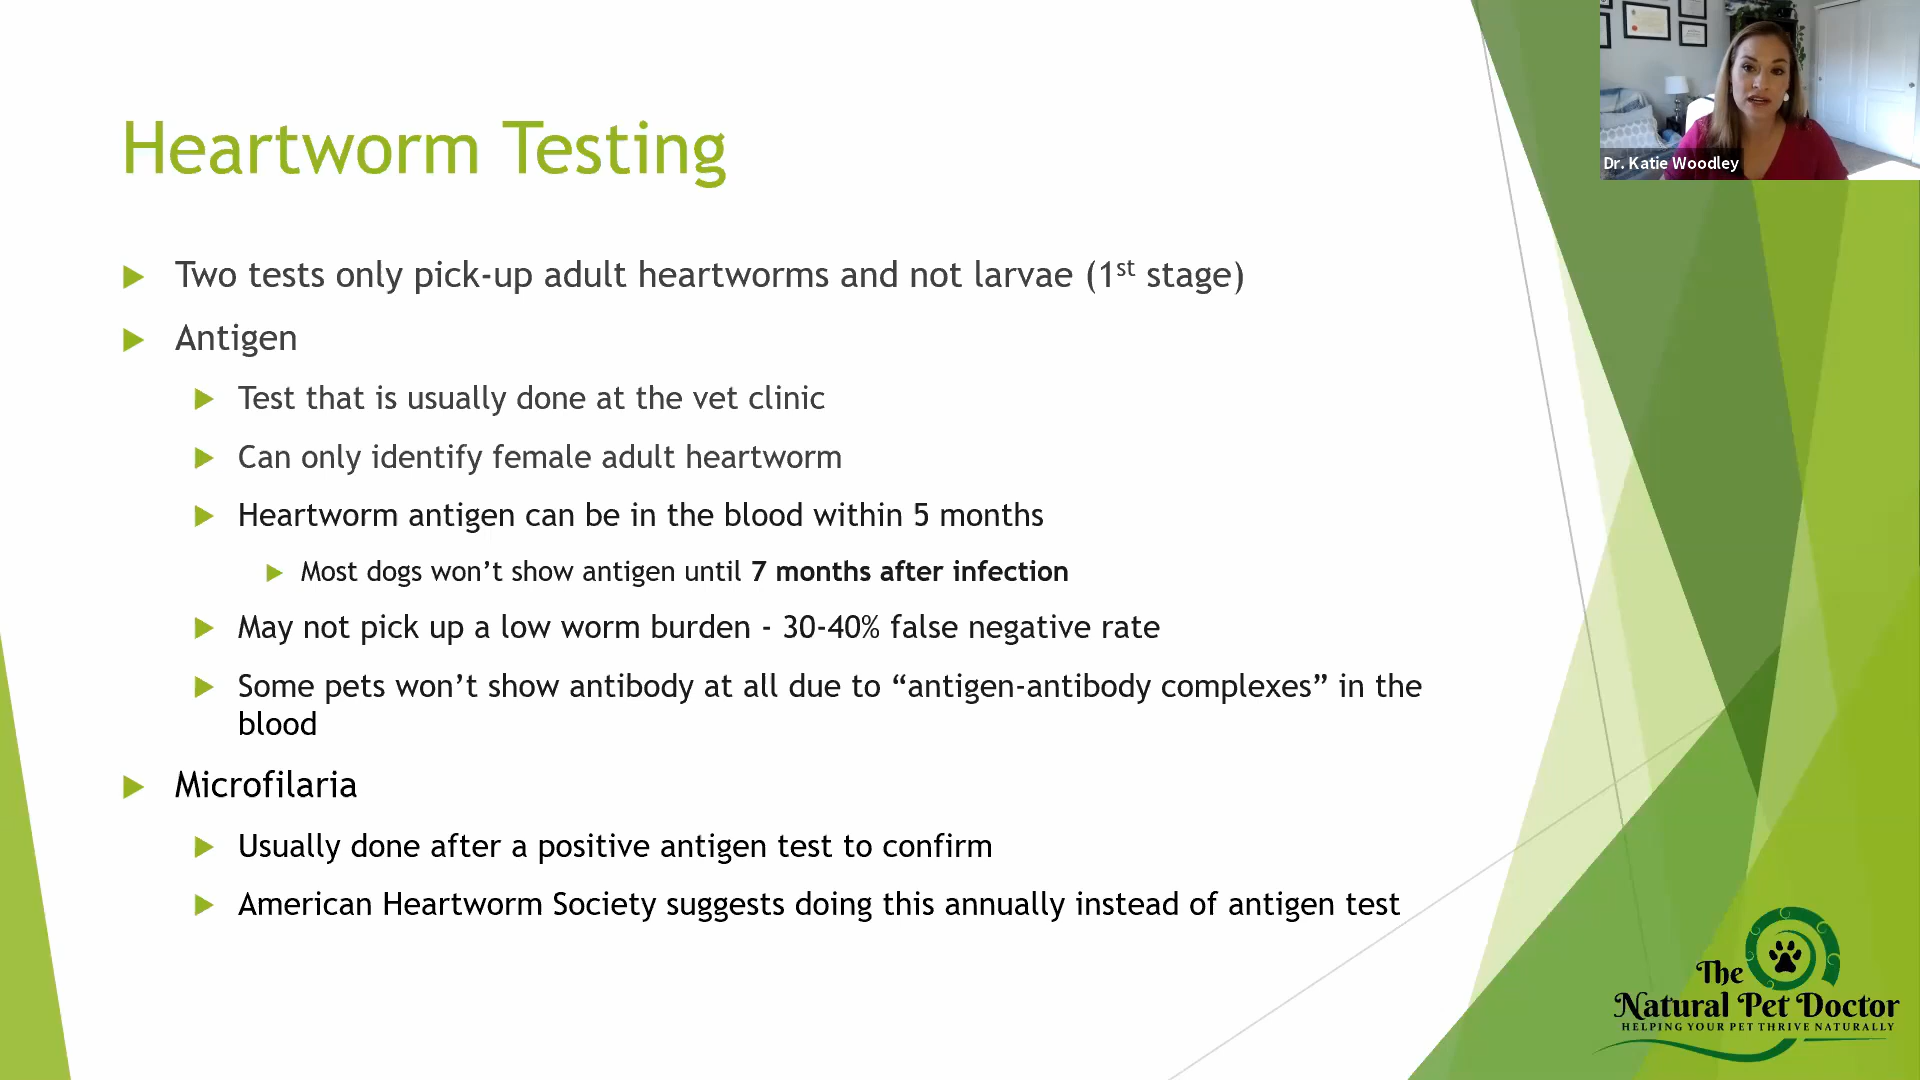 Heartworm Testing
Two tests only pick-up adult heartworms and not larvae (1st stage)
Antigen
Test that is usually done at the vet clinic
Can only identify female adult heartworm
Heartworm antigen can be in the blood within 5 months
Most dogs won’t show antigen until 7 months after infection
May not pick up a low worm burden - 30-40% false negative rate
Some pets won’t show antibody at all due to “antigen-antibody complexes” in the
blood
Microfilaria
Usually done after a positive antigen test to confirm
American Heartworm Society suggests doing this annually instead of antigen test
Dr. Katie Woodley
The
Natural Pet Doctor
HELPING YOUR PET THRIVE NATURALLY